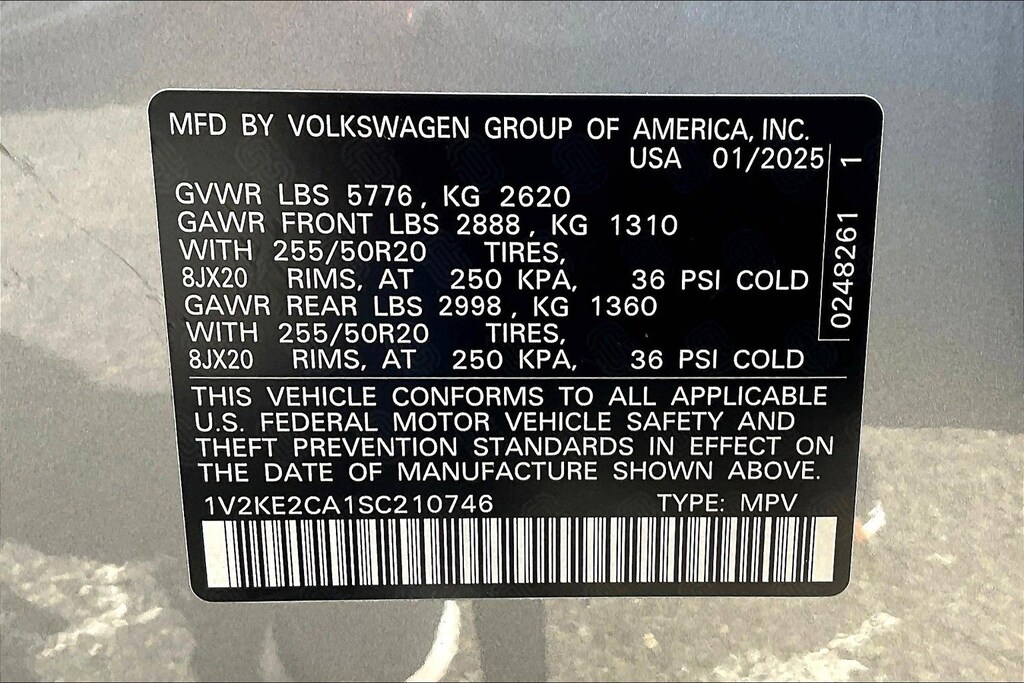 MFD BY VOLKSWAGEN GROUP OF AMERICA, INC.
USA 01/2025
GVWR LBS 5776, KG 2620
GAWR FRONT LBS 2888, KG 1310
WITH 255/50R20 TIRES,
8JX20 RIMS, AT 250 KPA, 36 PSI COLD
GAWR REAR LBS 2998, KG 1360
WITH 255/50R20 TIRES,
8JX20 RIMS, AT 250 KPA, 36 PSI COLD
0248261 1
THIS VEHICLE CONFORMS TO ALL APPLICABLE
U.S. FEDERAL MOTOR VEHICLE SAFETY AND
THEFT PREVENTION STANDARDS IN EFFECT ON
THE DATE OF MANUFACTURE SHOWN ABOVE.
1V2KE2CA1SC210746 TYPE: MPV